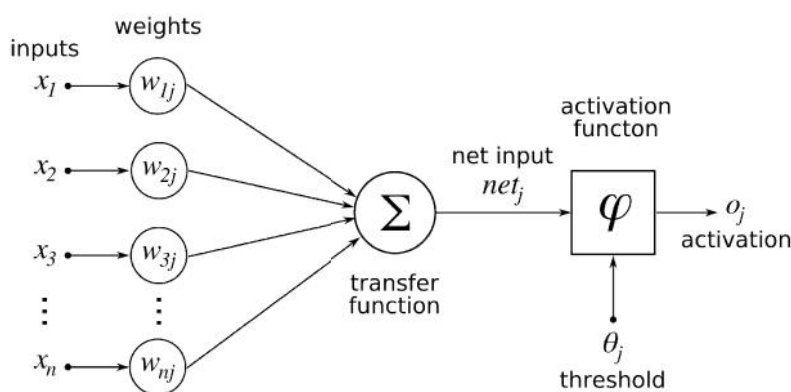 weights
inputs
x₁ w₁ⱼ
activation
functon
x₂ w₂ⱼ
net input
netⱼ
Σ
φ
oⱼ
activation
x₃ w₃ⱼ
transfer
function
⋮ ⋮
θⱼ
threshold
xₙ wₙⱼ